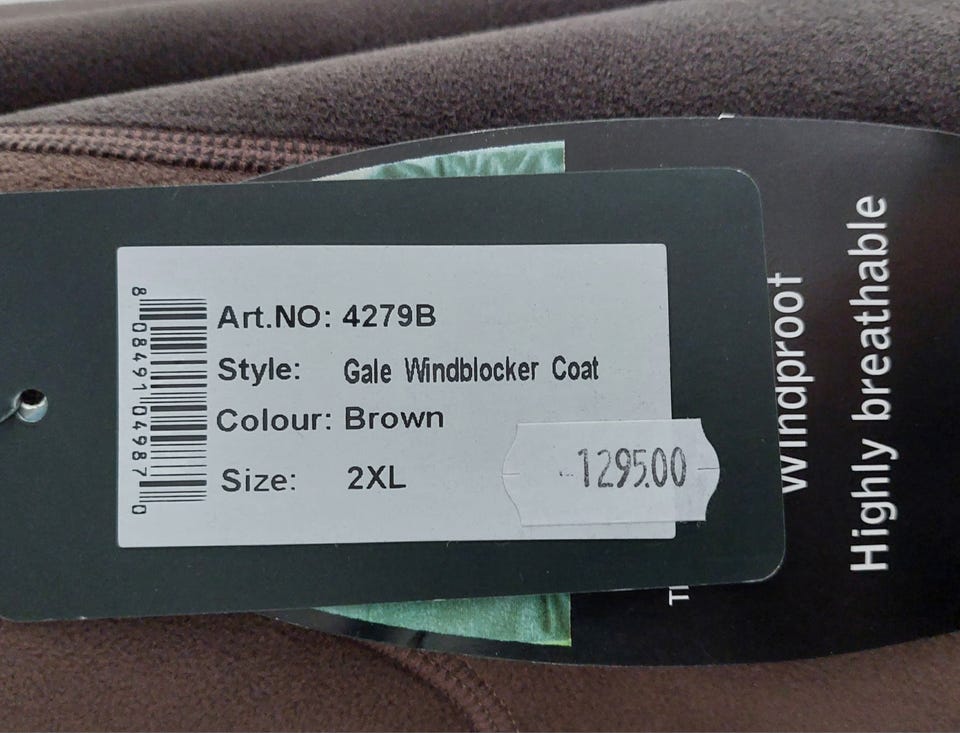 8 08491 04987 0
Art.NO: 4279B
Style: Gale Windblocker Coat
Colour: Brown
Size: 2XL
1295.00
Windproof
Highly breathable